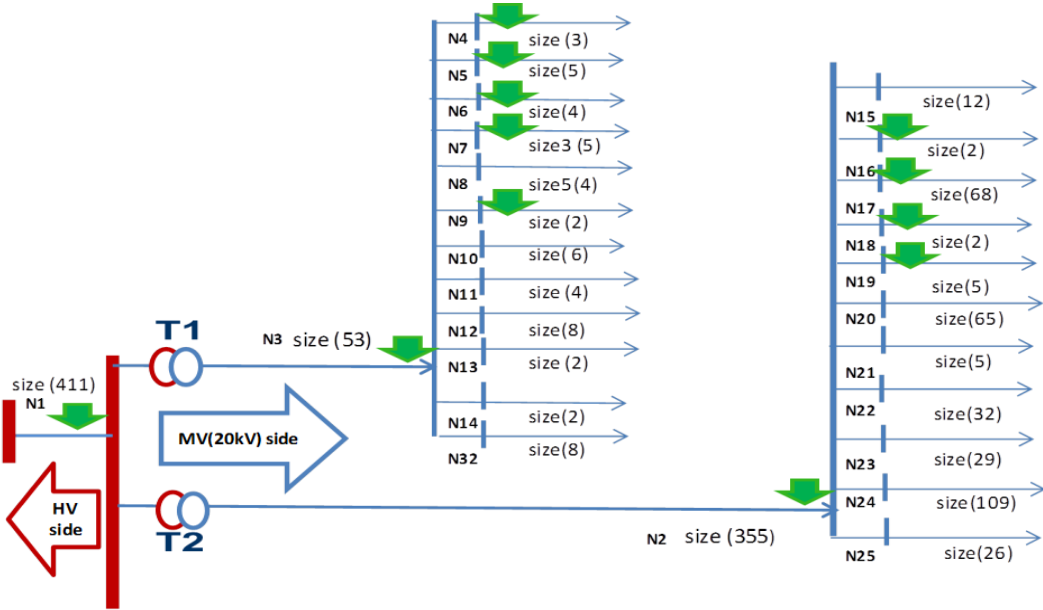 size (411)
N1
HV
side
T1
T2
MV(20kV) side
N3 size (53)
N2 size (355)
N4 size (3)
N5 size(5)
N6 size(4)
N7 size3 (5)
N8 size5(4)
N9 size (2)
N10 size( 6)
N11 size (4)
N12 size(8)
N13 size (2)
N14 size(2)
N32 size(8)
N15 size(12)
N16 size(2)
N17 size(68)
N18 size(2)
N19 size(5)
N20 size(65)
N21 size(5)
N22 size(32)
N23 size(29)
N24 size(109)
N25 size(26)